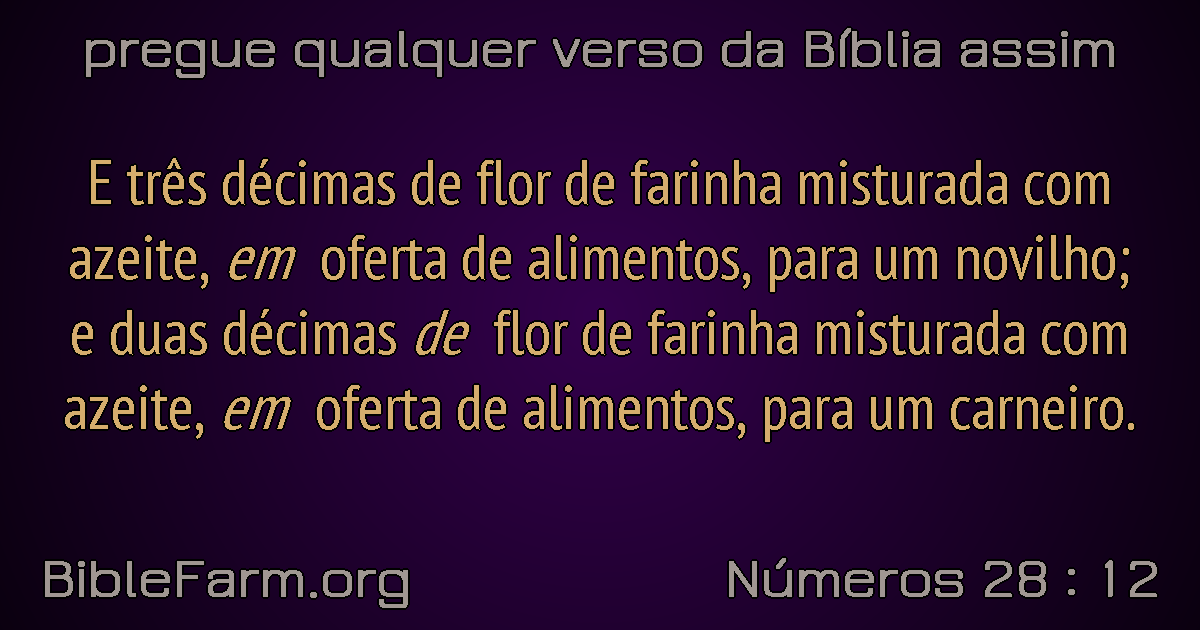 pregue qualquer verso da Bíblia assim
E três décimas de flor de farinha misturada com
azeite, em oferta de alimentos, para um novilho;
e duas décimas de flor de farinha misturada com
azeite, em oferta de alimentos, para um carneiro.
BibleFarm.org
Números 28 : 12